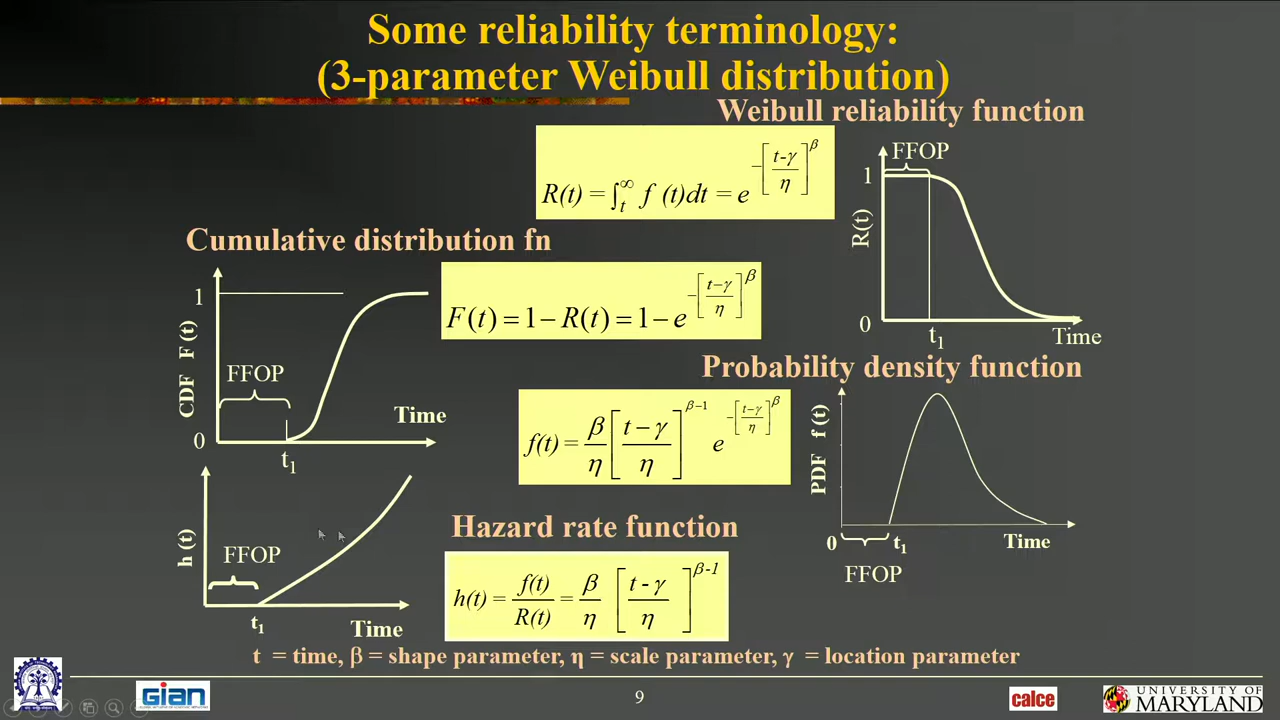 Some reliability terminology:
(3-parameter Weibull distribution)
Weibull reliability function
R(t) = ∫_t^∞ f (t)dt = e^{-[(t-γ)/η]^β}
FFOP
1
R(t)
0
t₁
Time
Cumulative distribution fn
1
CDF F(t)
FFOP
0
t₁
Time
F(t) = 1 − R(t) = 1 − e^{-[(t−γ)/η]^β}
Probability density function
f(t) = β/η [(t − γ)/η]^{β−1} e^{-[(t−γ)/η]^β}
PDF f (t)
0
t₁
Time
FFOP
h (t)
FFOP
t₁
Time
Hazard rate function
h(t) = f(t)/R(t) = β/η [(t - γ)/η]^{β-1}
t = time, β = shape parameter, η = scale parameter, γ = location parameter
GIAN
9
calce
UNIVERSITY OF
MARYLAND